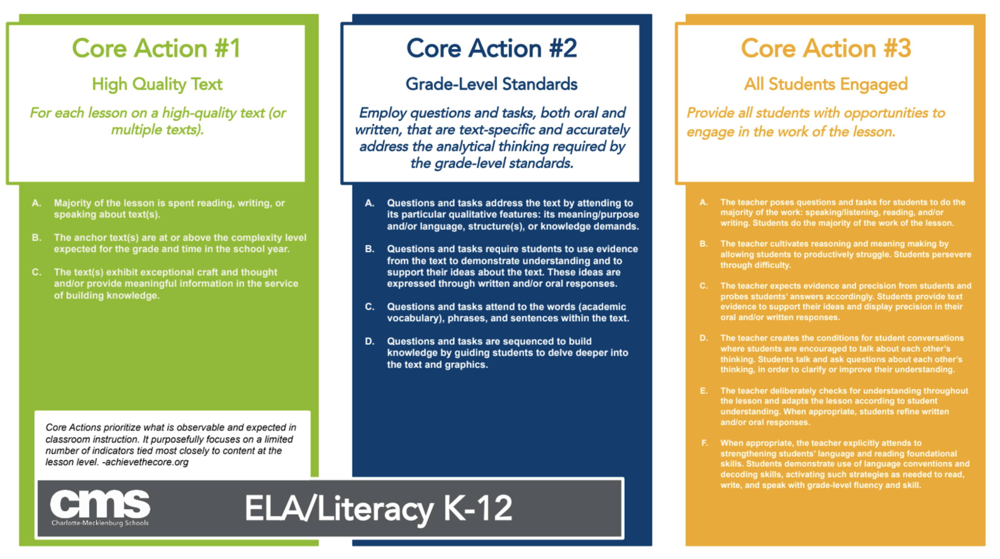 Core Action #1
High Quality Text
For each lesson on a high-quality text (or
multiple texts).
A. Majority of the lesson is spent reading, writing, or
speaking about text(s).
B. The anchor text(s) are at or above the complexity level
expected for the grade and time in the school year.
C. The text(s) exhibit exceptional craft and thought
and/or provide meaningful information in the service
of building knowledge.
Core Actions prioritize what is observable and expected in
classroom instruction. It purposefully focuses on a limited
number of indicators tied most closely to content at the
lesson level. -achievethecore.org
Core Action #2
Grade-Level Standards
Employ questions and tasks, both oral and
written, that are text-specific and accurately
address the analytical thinking required by
the grade-level standards.
A. Questions and tasks address the text by attending to
its particular qualitative features: its meaning/purpose
and/or language, structure(s), or knowledge demands.
B. Questions and tasks require students to use evidence
from the text to demonstrate understanding and to
support their ideas about the text. These ideas are
expressed through written and/or oral responses.
C. Questions and tasks attend to the words (academic
vocabulary), phrases, and sentences within the text.
D. Questions and tasks are sequenced to build
knowledge by guiding students to delve deeper into
the text and graphics.
Core Action #3
All Students Engaged
Provide all students with opportunities to
engage in the work of the lesson.
A. The teacher poses questions and tasks for students to do the
majority of the work: speaking/listening, reading, and/or
writing. Students do the majority of the work of the lesson.
B. The teacher cultivates reasoning and meaning making by
allowing students to productively struggle. Students persevere
through difficulty.
C. The teacher expects evidence and precision from students and
probes students' answers accordingly. Students provide text
evidence to support their ideas and display precision in their
oral and/or written responses.
D. The teacher creates the conditions for student conversations
where students are encouraged to talk about each other's
thinking. Students talk and ask questions about each other's
thinking, in order to clarify or improve their understanding.
E. The teacher deliberately checks for understanding throughout
the lesson and adapts the lesson according to student
understanding. When appropriate, students refine written
and/or oral responses.
F. When appropriate, the teacher explicitly attends to
strengthening students' language and reading foundational
skills. Students demonstrate use of language conventions and
decoding skills, activating such strategies as needed to read,
write, and speak with grade-level fluency and skill.
cms
Charlotte-Mecklenburg Schools
ELA/Literacy K-12